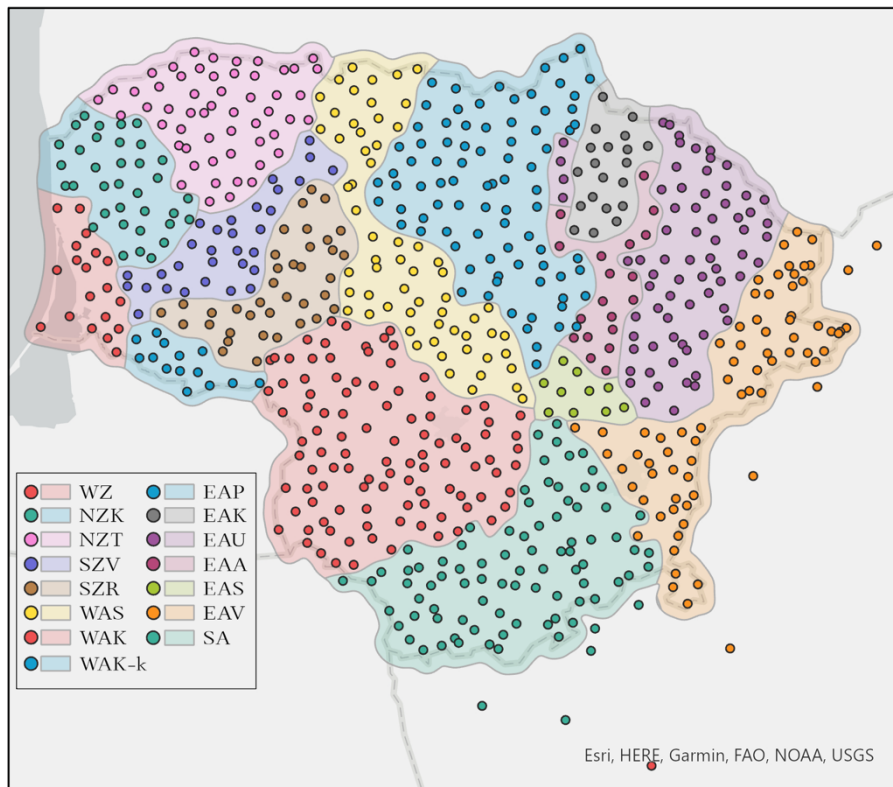 WZ EAP
NZK EAK
NZT EAU
SZV EAA
SZR EAS
WAS EAV
WAK SA
WAK-k
Esri, HERE, Garmin, FAO, NOAA, USGS